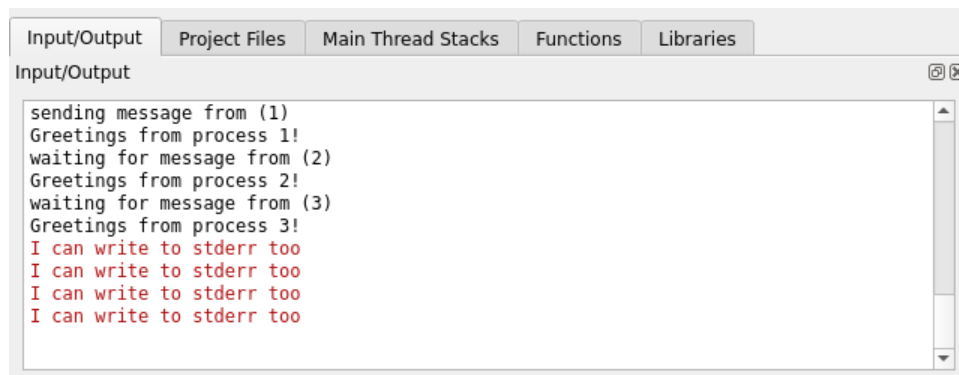 Input/Output Project Files Main Thread Stacks Functions Libraries
Input/Output
sending message from (1)
Greetings from process 1!
waiting for message from (2)
Greetings from process 2!
waiting for message from (3)
Greetings from process 3!
I can write to stderr too
I can write to stderr too
I can write to stderr too
I can write to stderr too